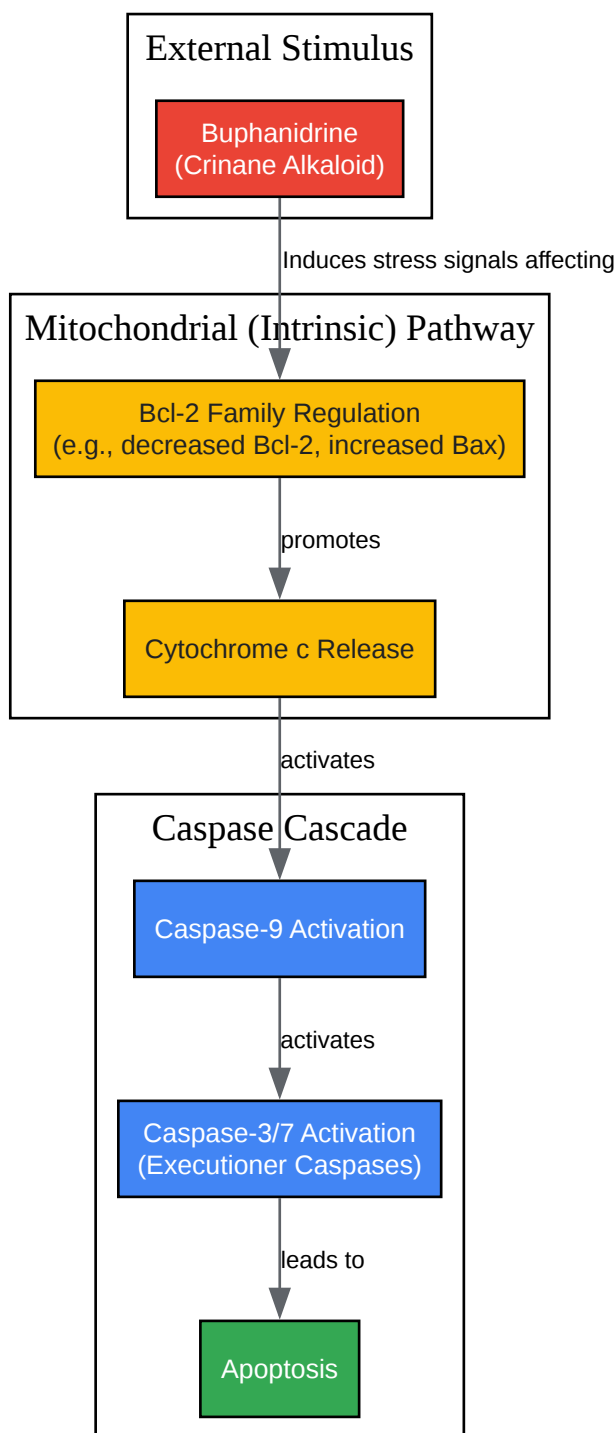 External Stimulus
Buphanidrine
(Crinane Alkaloid)
Induces stress signals affecting
Mitochondrial (Intrinsic) Pathway
Bcl-2 Family Regulation
(e.g., decreased Bcl-2, increased Bax)
promotes
Cytochrome c Release
activates
Caspase Cascade
Caspase-9 Activation
activates
Caspase-3/7 Activation
(Executioner Caspases)
leads to
Apoptosis